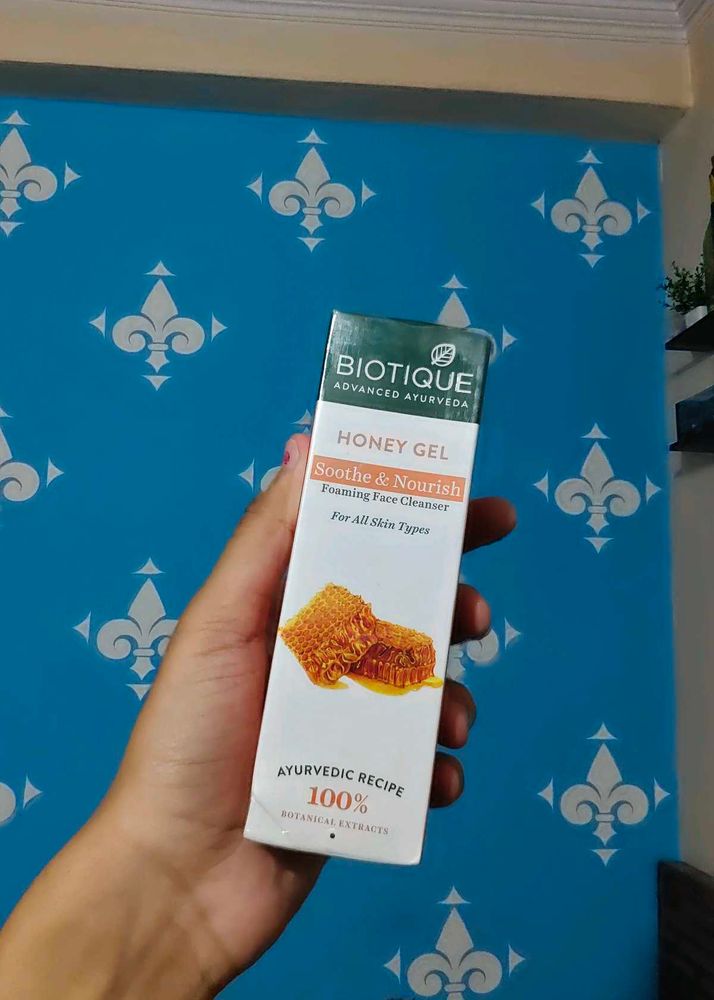 BIOTIQUE
ADVANCED AYURVEDA
HONEY GEL
Soothe & Nourish
Foaming Face Cleanser
For All Skin Types
AYURVEDIC RECIPE
100%
BOTANICAL EXTRACTS